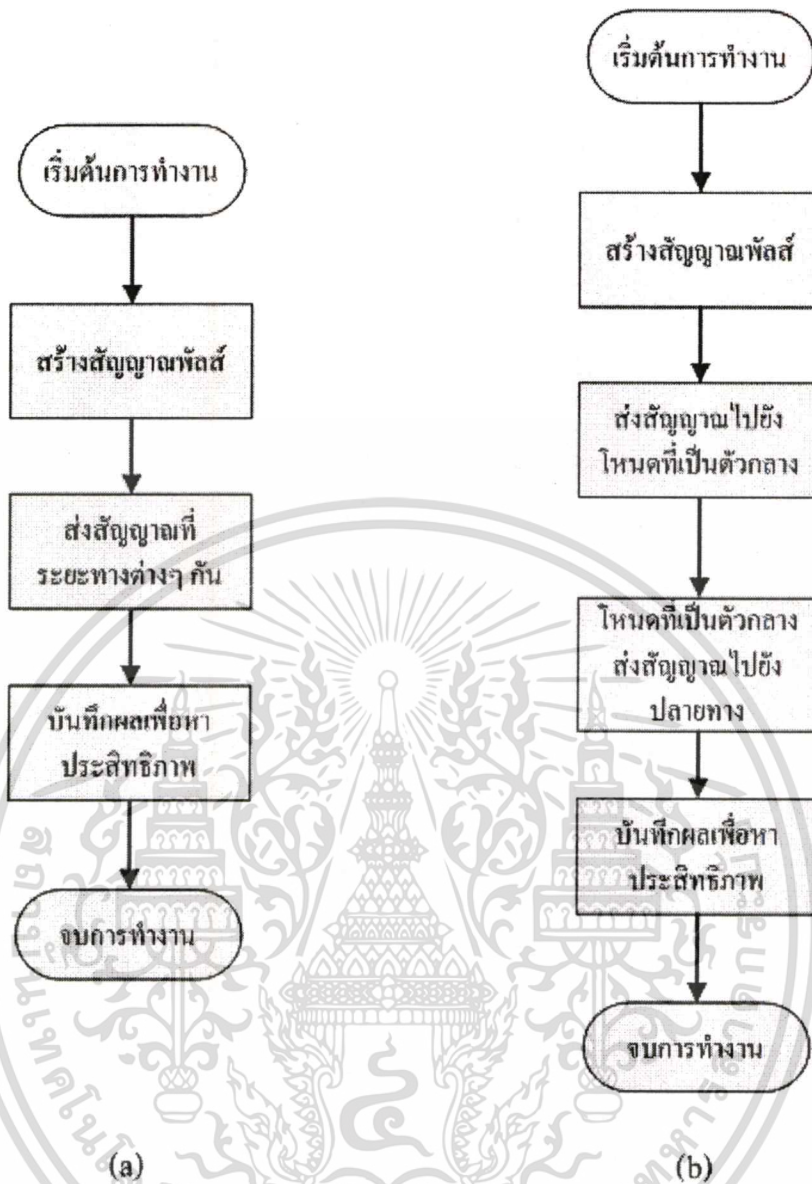 เริ่มต้นการทำงาน
สร้างสัญญาณพัลส์
ส่งสัญญาณที่
ระยะทางต่างๆ กัน
บันทึกผลเพื่อหา
ประสิทธิภาพ
จบการทำงาน
(a)
เริ่มต้นการทำงาน
สร้างสัญญาณพัลส์
ส่งสัญญาณไปยัง
โหนดที่เป็นตัวกลาง
โหนดที่เป็นตัวกลาง
ส่งสัญญาณไปยัง
ปลายทาง
บันทึกผลเพื่อหา
ประสิทธิภาพ
จบการทำงาน
(b)